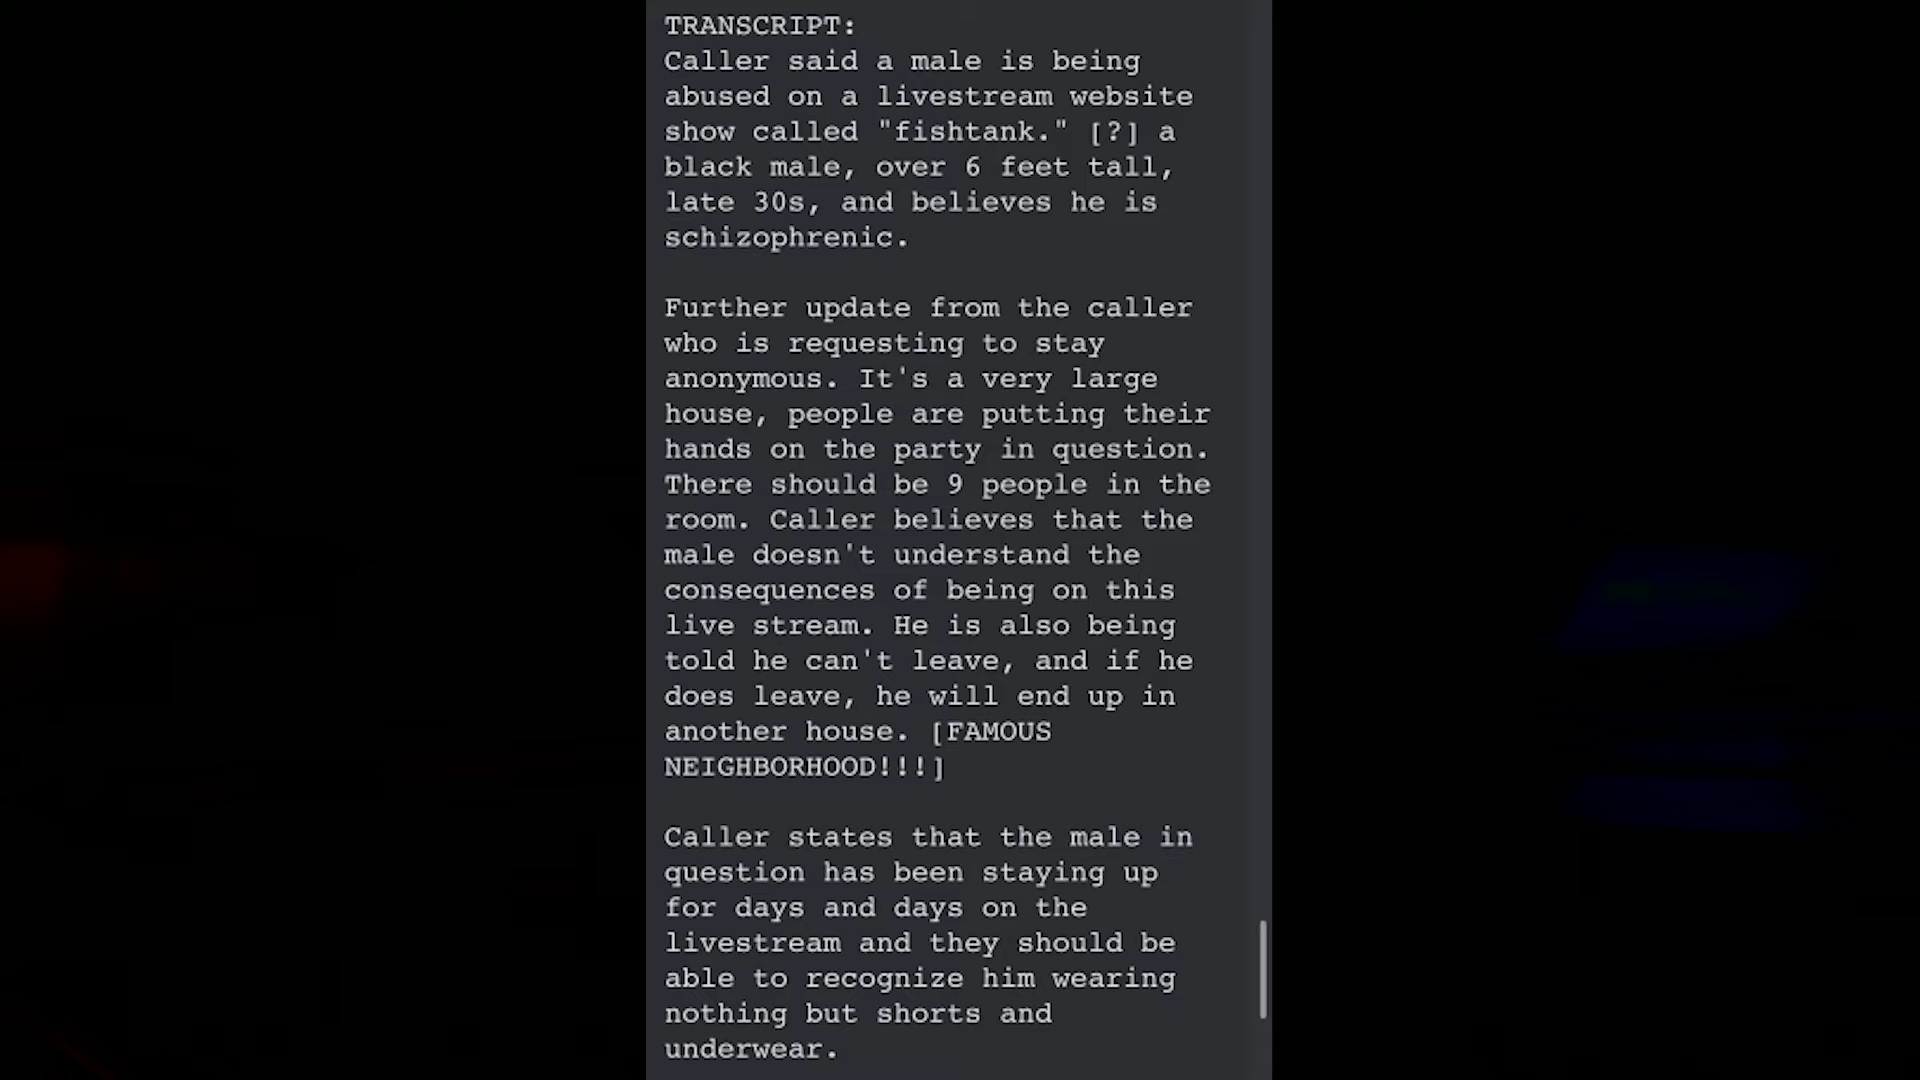 TRANSCRIPT:
Caller said a male is being
abused on a livestream website
show called "fishtank." [?] a
black male, over 6 feet tall,
late 30s, and believes he is
schizophrenic.
Further update from the caller
who is requesting to stay
anonymous. It's a very large
house, people are putting their
hands on the party in question.
There should be 9 people in the
room. Caller believes that the
male doesn't understand the
consequences of being on this
live stream. He is also being
told he can't leave, and if he
does leave, he will end up in
another house. [FAMOUS
NEIGHBORHOOD!!!]
Caller states that the male in
question has been staying up
for days and days on the
livestream and they should be
able to recognize him wearing
nothing but shorts and
underwear.